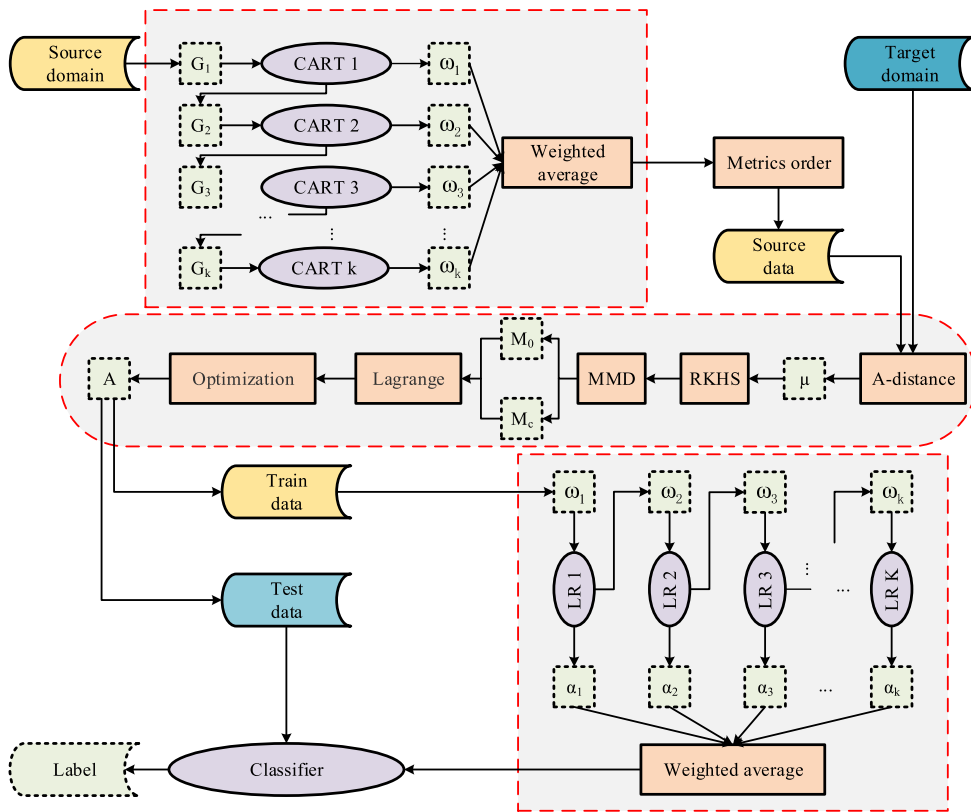 Source
domain
G1
CART 1
ω1
Target
domain
G2
CART 2
ω2
Weighted
average
Metrics order
G3
CART 3
ω3
...
...
...
Source
data
Gk
CART k
ωk
M0
A
Optimization
Lagrange
MMD
RKHS
μ
A-distance
Mc
Train
data
ω1
ω2
ω3
ωk
LR 1
LR 2
LR 3
...
...
LR K
Test
data
α1
α2
α3
...
αk
Label
Classifier
Weighted average